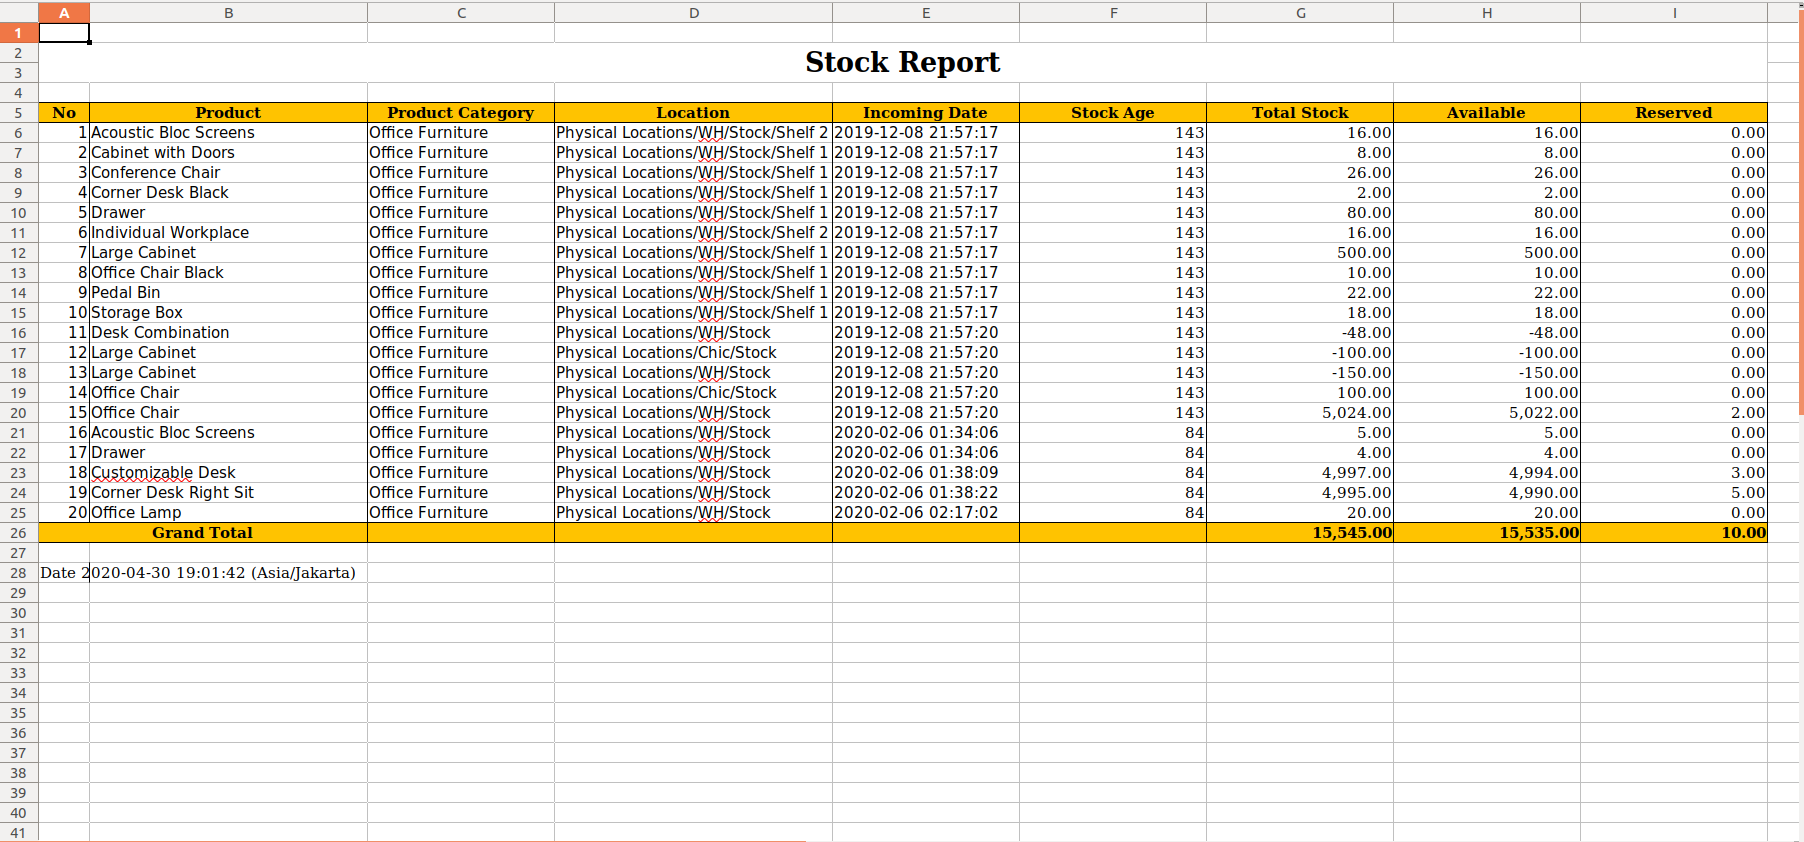 A B C D E F G H I
1
2
Stock Report
3
4
5 No Product Product Category Location Incoming Date Stock Age Total Stock Available Reserved
6 1 Acoustic Bloc Screens Office Furniture Physical Locations/WH/Stock/Shelf 2 2019-12-08 21:57:17 143 16.00 16.00 0.00
7 2 Cabinet with Doors Office Furniture Physical Locations/WH/Stock/Shelf 1 2019-12-08 21:57:17 143 8.00 8.00 0.00
8 3 Conference Chair Office Furniture Physical Locations/WH/Stock/Shelf 1 2019-12-08 21:57:17 143 26.00 26.00 0.00
9 4 Corner Desk Black Office Furniture Physical Locations/WH/Stock/Shelf 1 2019-12-08 21:57:17 143 2.00 2.00 0.00
10 5 Drawer Office Furniture Physical Locations/WH/Stock/Shelf 1 2019-12-08 21:57:17 143 80.00 80.00 0.00
11 6 Individual Workplace Office Furniture Physical Locations/WH/Stock/Shelf 2 2019-12-08 21:57:17 143 16.00 16.00 0.00
12 7 Large Cabinet Office Furniture Physical Locations/WH/Stock/Shelf 1 2019-12-08 21:57:17 143 500.00 500.00 0.00
13 8 Office Chair Black Office Furniture Physical Locations/WH/Stock/Shelf 1 2019-12-08 21:57:17 143 10.00 10.00 0.00
14 9 Pedal Bin Office Furniture Physical Locations/WH/Stock/Shelf 1 2019-12-08 21:57:17 143 22.00 22.00 0.00
15 10 Storage Box Office Furniture Physical Locations/WH/Stock/Shelf 1 2019-12-08 21:57:17 143 18.00 18.00 0.00
16 11 Desk Combination Office Furniture Physical Locations/WH/Stock 2019-12-08 21:57:20 143 -48.00 -48.00 0.00
17 12 Large Cabinet Office Furniture Physical Locations/Chic/Stock 2019-12-08 21:57:20 143 -100.00 -100.00 0.00
18 13 Large Cabinet Office Furniture Physical Locations/WH/Stock 2019-12-08 21:57:20 143 -150.00 -150.00 0.00
19 14 Office Chair Office Furniture Physical Locations/Chic/Stock 2019-12-08 21:57:20 143 100.00 100.00 0.00
20 15 Office Chair Office Furniture Physical Locations/WH/Stock 2019-12-08 21:57:20 143 5,024.00 5,022.00 2.00
21 16 Acoustic Bloc Screens Office Furniture Physical Locations/WH/Stock 2020-02-06 01:34:06 84 5.00 5.00 0.00
22 17 Drawer Office Furniture Physical Locations/WH/Stock 2020-02-06 01:34:06 84 4.00 4.00 0.00
23 18 Customizable Desk Office Furniture Physical Locations/WH/Stock 2020-02-06 01:38:09 84 4,997.00 4,994.00 3.00
24 19 Corner Desk Right Sit Office Furniture Physical Locations/WH/Stock 2020-02-06 01:38:22 84 4,995.00 4,990.00 5.00
25 20 Office Lamp Office Furniture Physical Locations/WH/Stock 2020-02-06 02:17:02 84 20.00 20.00 0.00
26 Grand Total 15,545.00 15,535.00 10.00
27
28 Date 2020-04-30 19:01:42 (Asia/Jakarta)
29
30
31
32
33
34
35
36
37
38
39
40
41